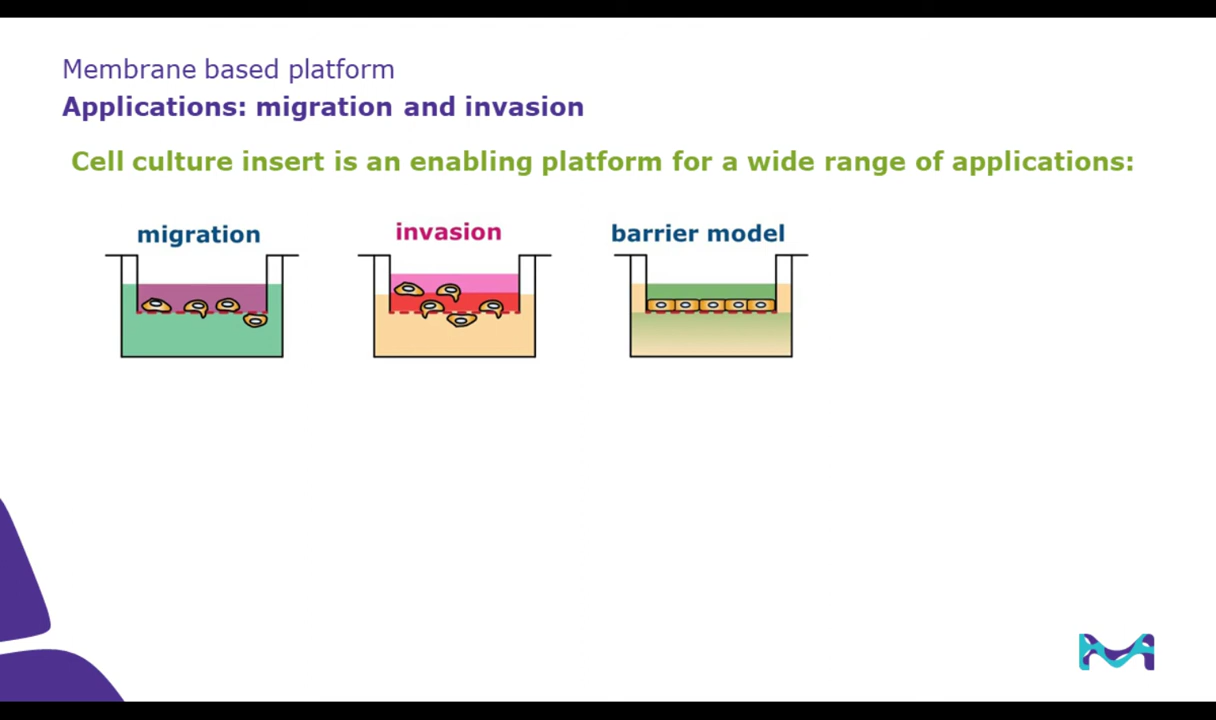 Membrane based platform
Applications: migration and invasion
Cell culture insert is an enabling platform for a wide range of applications:
migration
invasion
barrier model